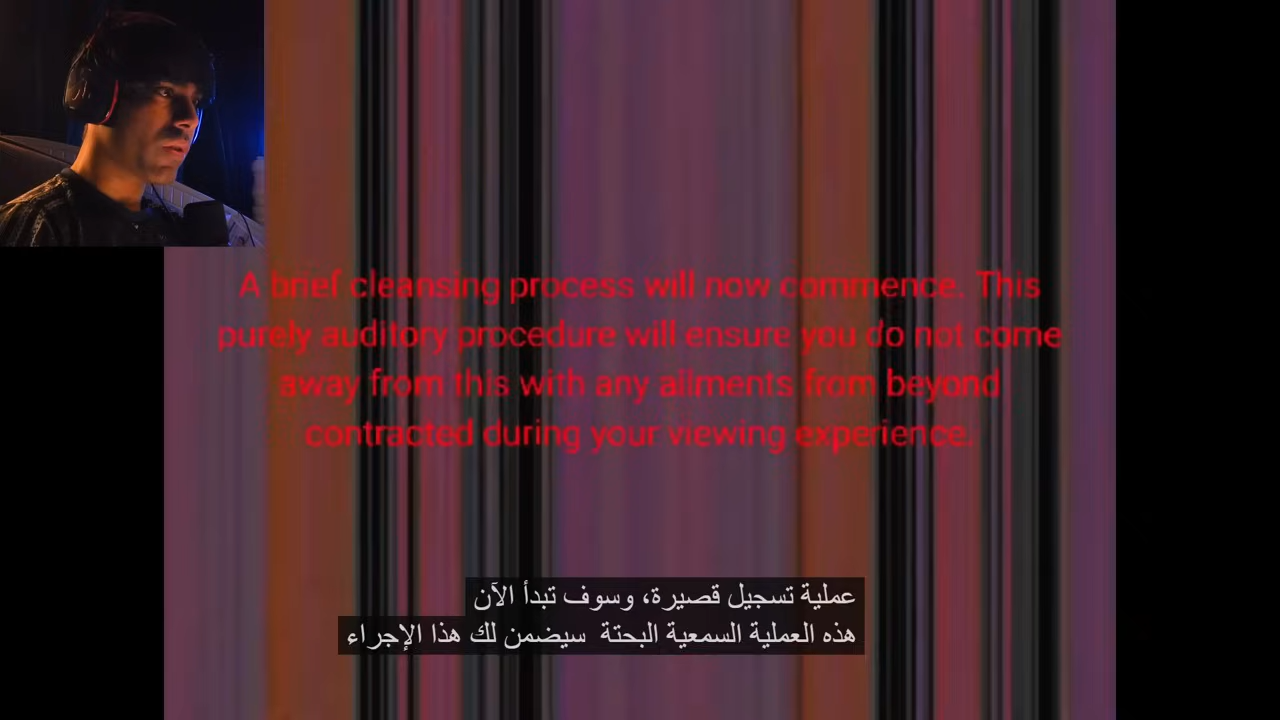 A brief cleansing process will now commence. This
purely auditory procedure will ensure you do not come
away from this with any ailments from beyond
contracted during your viewing experience.
عملية تسجيل قصيرة، وسوف تبدأ الآن
هذه العملية السمعية البحتة سيضمن لك هذا الإجراء